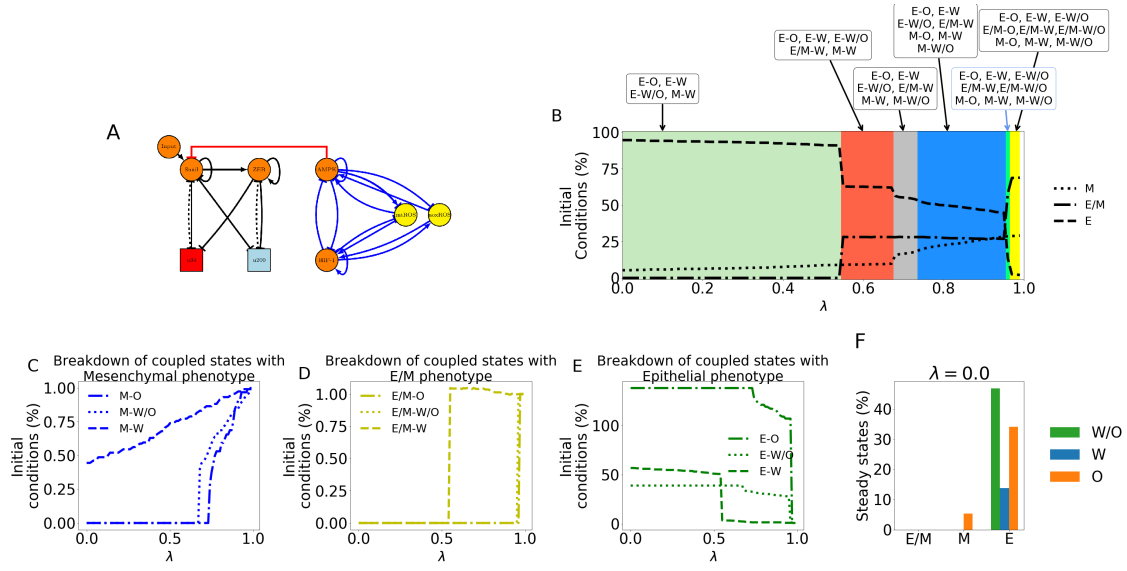 A
Input
Snail
ZEB
AMPK
mtROS
noxROS
HIF-1
u200
B
E-O, E-W
E-W/O, M-W
E-O, E-W, E-W/O
E/M-W, M-W
E-O, E-W
E-W/O, E/M-W
M-W, M-W/O
E-O, E-W
E-W/O, E/M-W
M-O, M-W
M-W/O
E-O, E-W, E-W/O
E/M-W,E/M-W/O
M-O, M-W, M-W/O
E-O, E-W, E-W/O
E/M-O,E/M-W,E/M-W/O
M-O, M-W, M-W/O
Initial
Conditions (%)
100
75
50
25
0
0.0 0.2 0.4 0.6 0.8 1.0
λ
M
E/M
E
C
Breakdown of coupled states with
Mesenchymal phenotype
Initial
conditions (%)
1.00
0.75
0.50
0.25
0.00
M-O
M-W/O
M-W
0.0 0.5 1.0
λ
D
Breakdown of coupled states with
E/M phenotype
Initial
conditions (%)
1.00
0.75
0.50
0.25
0.00
E/M-O
E/M-W/O
E/M-W
0.0 0.5 1.0
λ
E
Breakdown of coupled states with
Epithelial phenotype
Initial
conditions (%)
100
50
0
E-O
E-W/O
E-W
0.0 0.5 1.0
λ
F
λ = 0.0
Steady states (%)
40
30
20
10
0
E/M M E
W/O
W
O